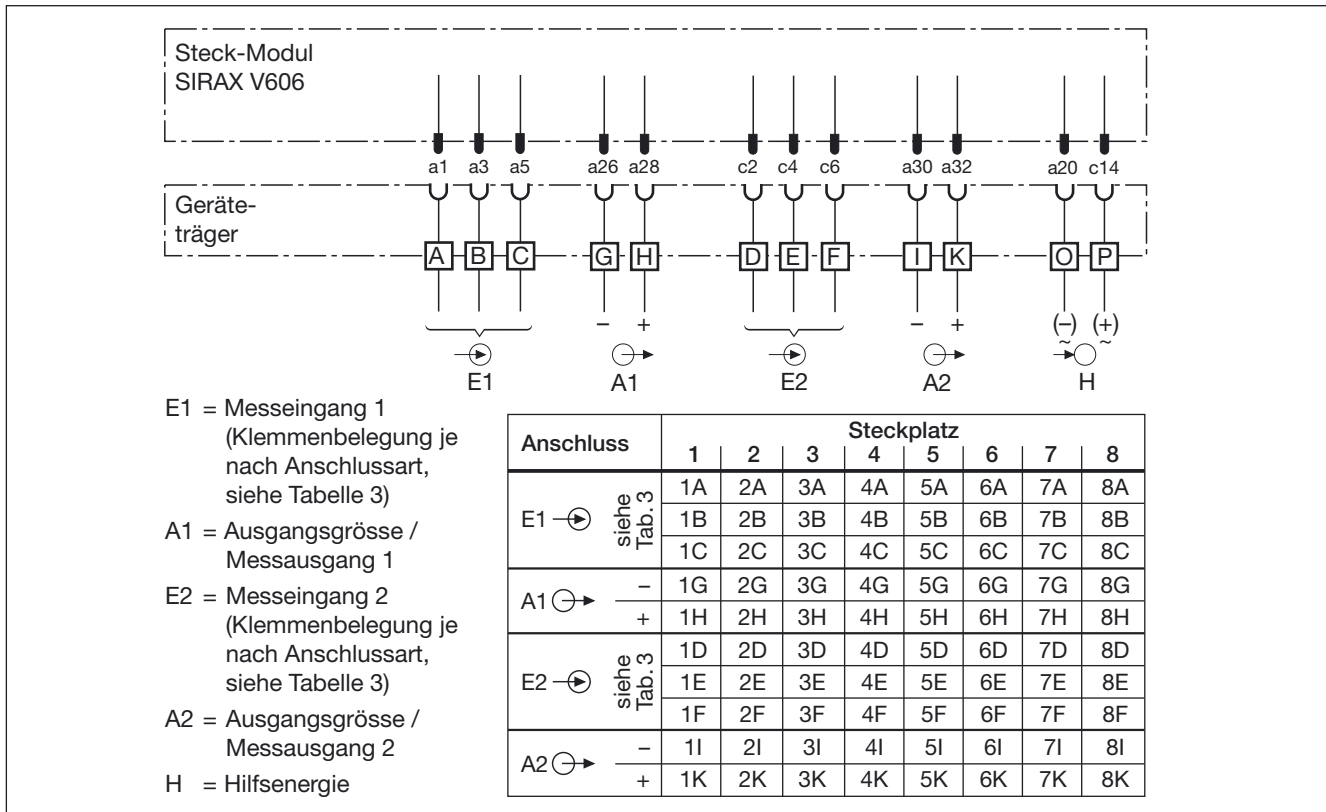 Steck-Modul
SIRAX V606
a1 a3 a5 a26 a28 c2 c4 c6 a30 a32 a20 c14
Geräte-
träger
A B C G H D E F I K O P
– + – + (–) (+)
~ ~
E1 A1 E2 A2 H
E1 = Messeingang 1
(Klemmenbelegung je
nach Anschlussart,
siehe Tabelle 3)
A1 = Ausgangsgrösse /
Messausgang 1
E2 = Messeingang 2
(Klemmenbelegung je
nach Anschlussart,
siehe Tabelle 3)
A2 = Ausgangsgrösse /
Messausgang 2
H = Hilfsenergie
Anschluss Steckplatz
1 2 3 4 5 6 7 8
E1 siehe Tab. 3
1A 2A 3A 4A 5A 6A 7A 8A
1B 2B 3B 4B 5B 6B 7B 8B
1C 2C 3C 4C 5C 6C 7C 8C
A1
– 1G 2G 3G 4G 5G 6G 7G 8G
+ 1H 2H 3H 4H 5H 6H 7H 8H
E2 siehe Tab. 3
1D 2D 3D 4D 5D 6D 7D 8D
1E 2E 3E 4E 5E 6E 7E 8E
1F 2F 3F 4F 5F 6F 7F 8F
A2
– 1I 2I 3I 4I 5I 6I 7I 8I
+ 1K 2K 3K 4K 5K 6K 7K 8K